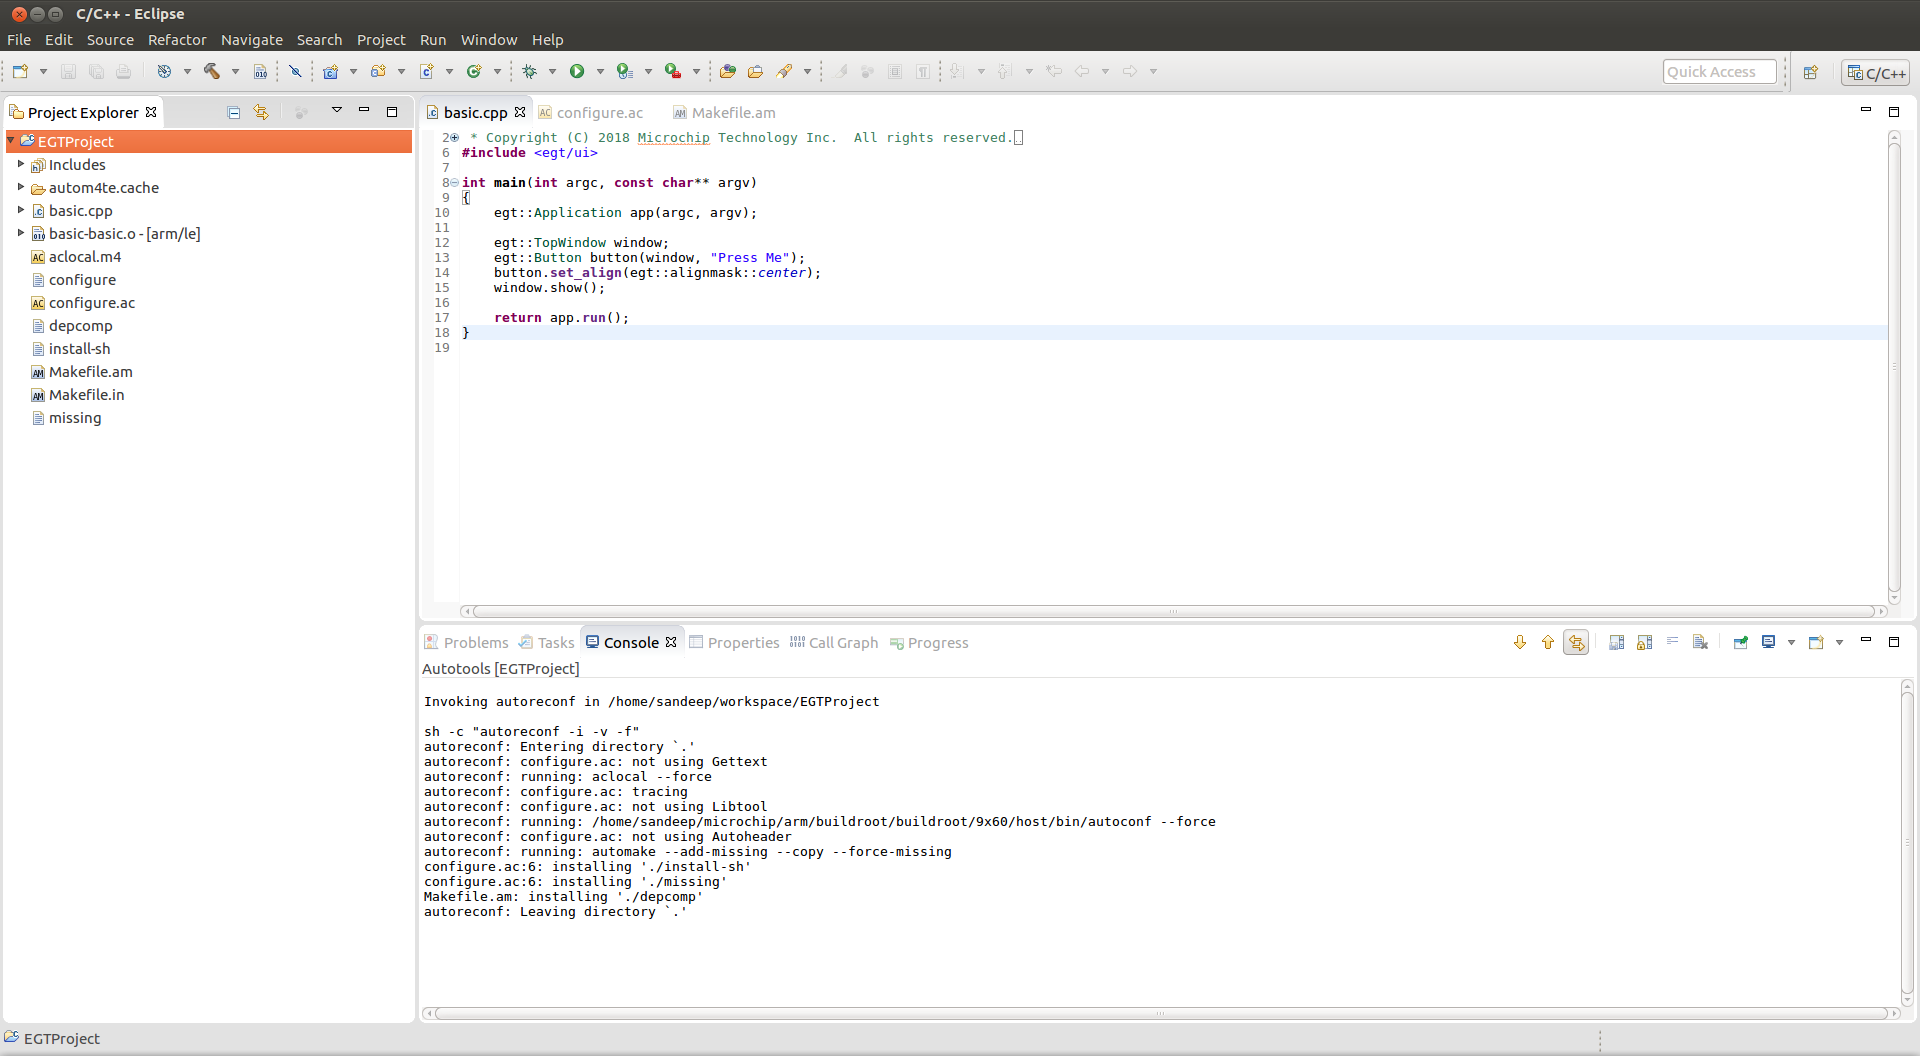 C/C++ - Eclipse
File Edit Source Refactor Navigate Search Project Run Window Help
Quick Access
C/C++
Project Explorer
EGTProject
Includes
autom4te.cache
basic.cpp
basic-basic.o - [arm/le]
aclocal.m4
configure
configure.ac
depcomp
install-sh
Makefile.am
Makefile.in
missing
basic.cpp configure.ac Makefile.am
2 * Copyright (C) 2018 Microchip Technology Inc.  All rights reserved.
6 #include <egt/ui>
7
8 int main(int argc, const char** argv)
9 {
10     egt::Application app(argc, argv);
11
12     egt::TopWindow window;
13     egt::Button button(window, "Press Me");
14     button.set_align(egt::alignmask::center);
15     window.show();
16
17     return app.run();
18 }
19
Problems Tasks Console Properties Call Graph Progress
Autotools [EGTProject]
Invoking autoreconf in /home/sandeep/workspace/EGTProject
sh -c "autoreconf -i -v -f"
autoreconf: Entering directory `.'
autoreconf: configure.ac: not using Gettext
autoreconf: running: aclocal --force
autoreconf: configure.ac: tracing
autoreconf: configure.ac: not using Libtool
autoreconf: running: /home/sandeep/microchip/arm/buildroot/buildroot/9x60/host/bin/autoconf --force
autoreconf: configure.ac: not using Autoheader
autoreconf: running: automake --add-missing --copy --force-missing
configure.ac:6: installing './install-sh'
configure.ac:6: installing './missing'
Makefile.am: installing './depcomp'
autoreconf: Leaving directory `.'
EGTProject